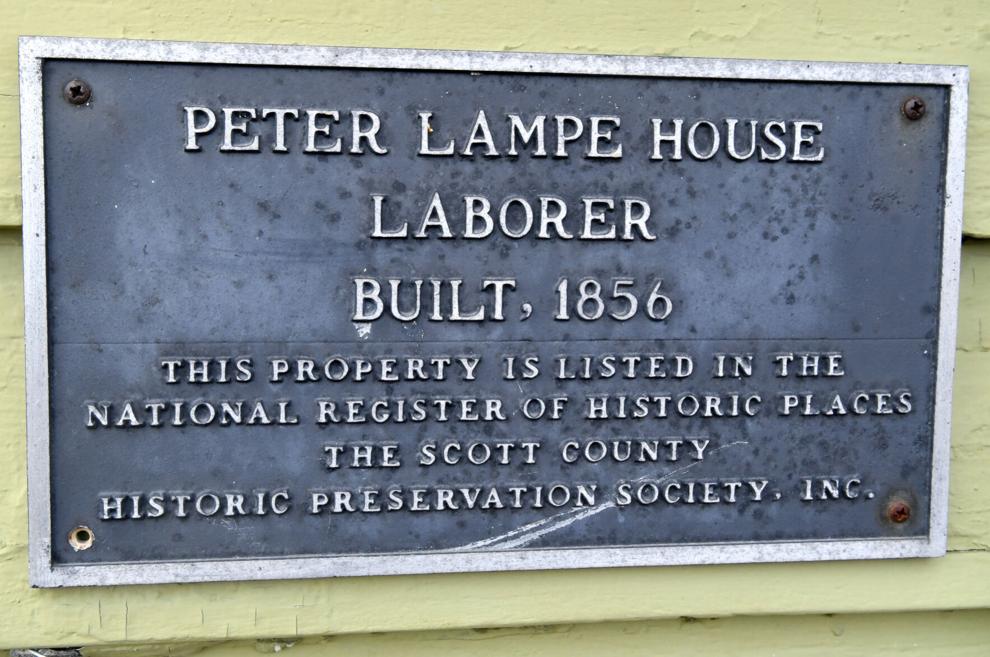 PETER LAMPE HOUSE
LABORER
BUILT, 1856
THIS PROPERTY IS LISTED IN THE
NATIONAL REGISTER OF HISTORIC PLACES
THE SCOTT COUNTY
HISTORIC PRESERVATION SOCIETY, INC.